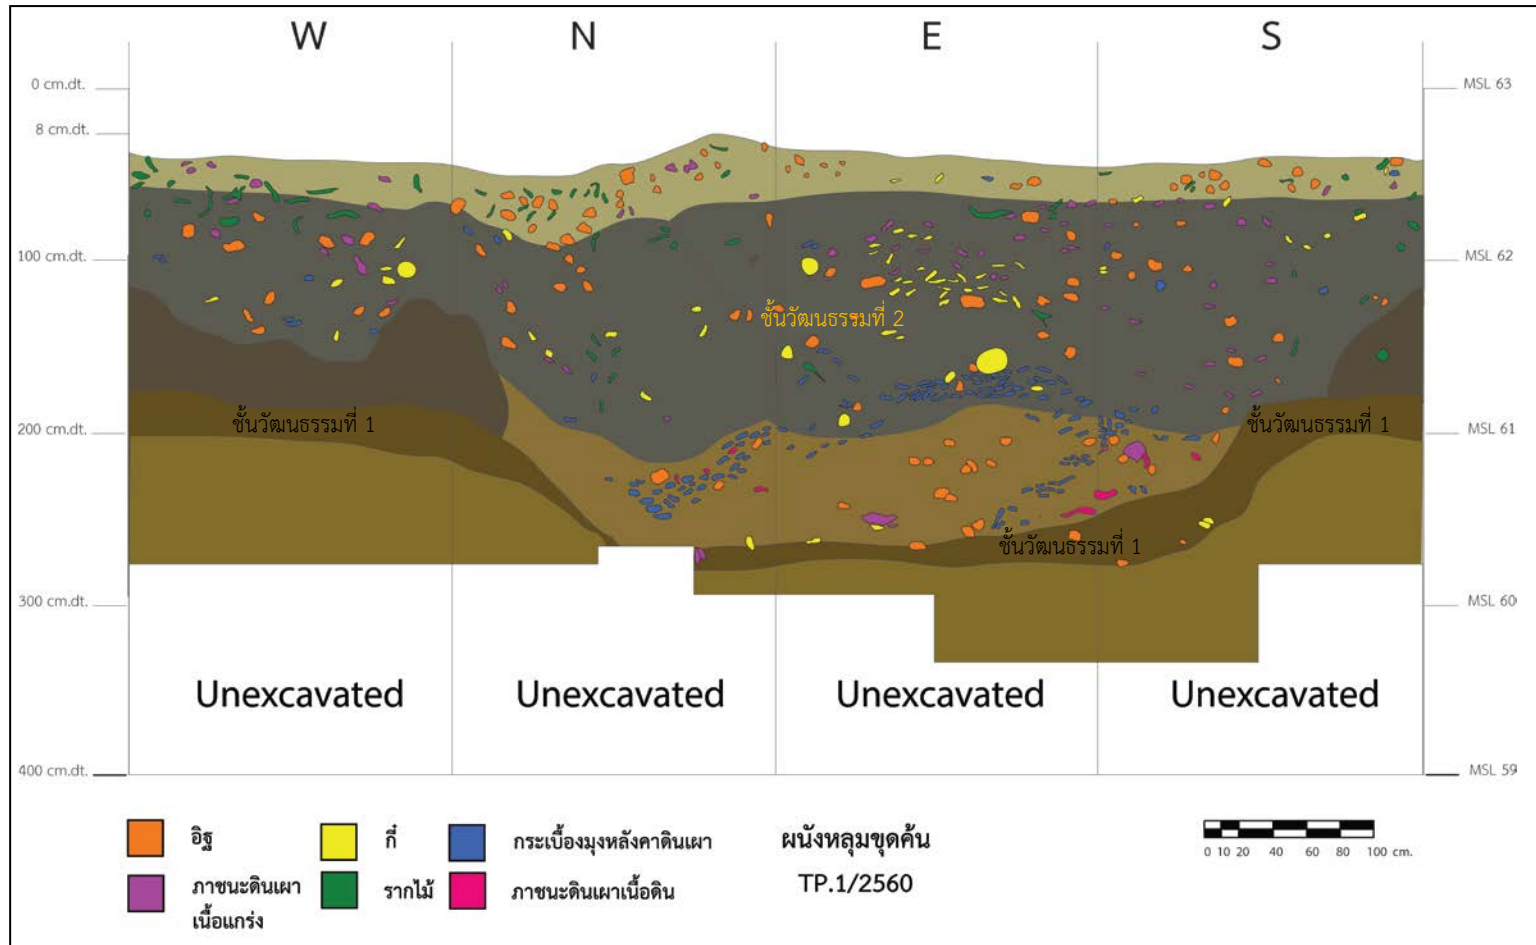 W N E S
0 cm.dt. MSL 63
8 cm.dt.
100 cm.dt. MSL 62
ชั้นวัฒนธรรมที่ 2
ชั้นวัฒนธรรมที่ 1 ชั้นวัฒนธรรมที่ 1
200 cm.dt. MSL 61
ชั้นวัฒนธรรมที่ 1
300 cm.dt. MSL 60
Unexcavated Unexcavated Unexcavated Unexcavated
400 cm.dt. MSL 59
อิฐ กี๋ กระเบื้องมุงหลังคาดินเผา ผนังหลุมขุดค้น
0 10 20 40 60 80 100 cm.
ภาชนะดินเผา รากไม้ ภาชนะดินเผาเนื้อดิน TP.1/2560
เนื้อแกร่ง